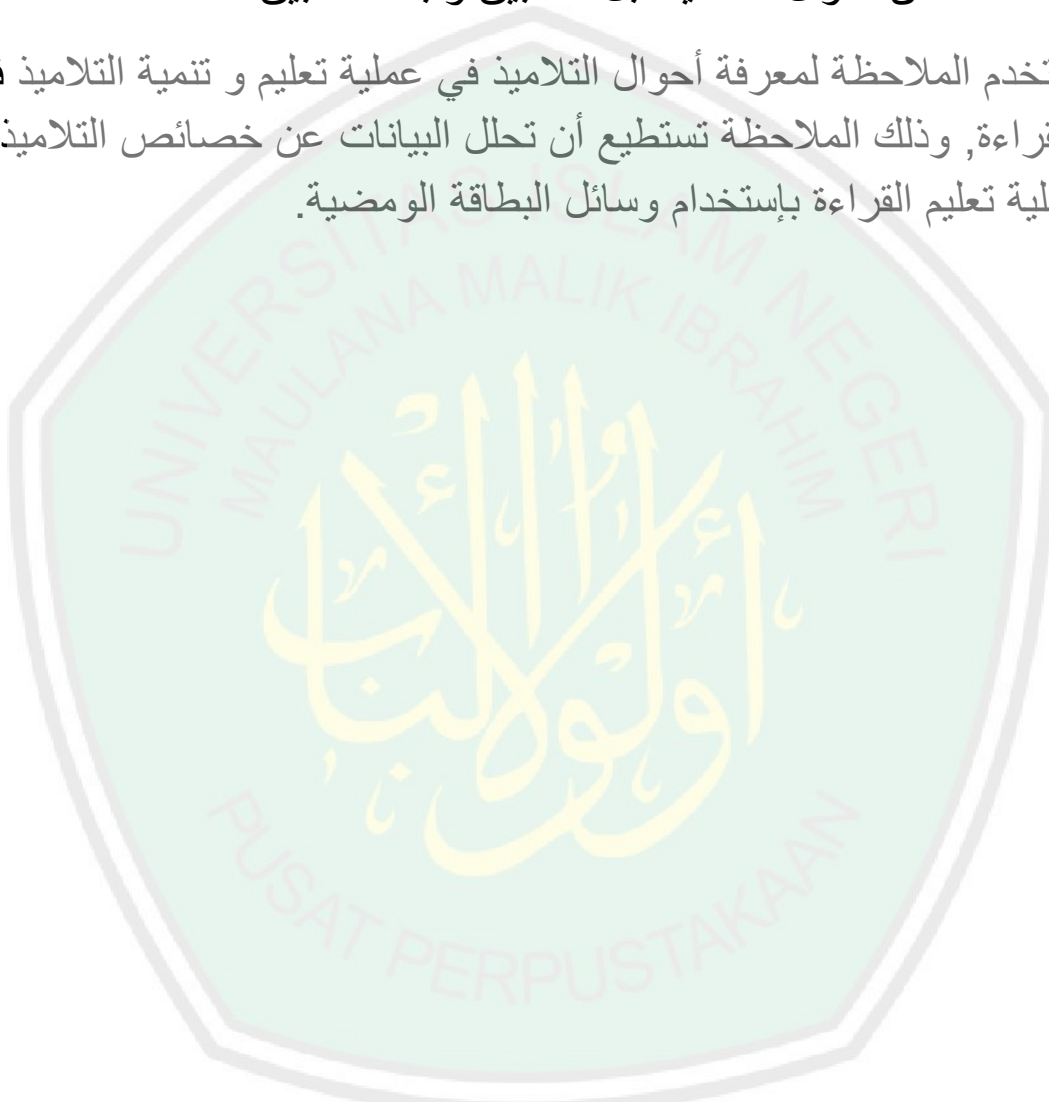 تخدم الملاحظة لمعرفة أحوال التلاميذ في عملية تعليم و تنمية التلاميذ
قراءة, وذلك الملاحظة تستطيع أن تحلل البيانات عن خصائص التلاميذ
لية تعليم القراءة بإستخدام وسائل البطاقة الومضية.
UNIVERSITAS ISLAM NEGERI
MAULANA MALIK IBRAHIM
أولوا الألباب
PUSAT PERPUSTAKAAN